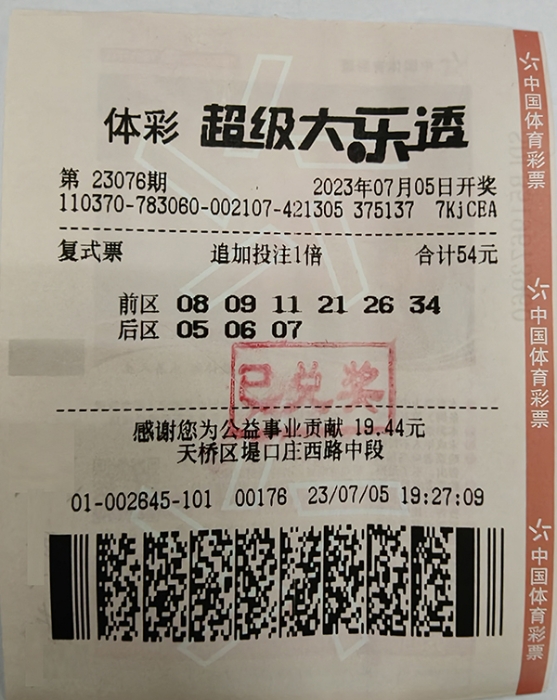 体彩 超级大乐透
第 23076期 2023年07月05日开奖
110370-783060-002107-421305 375137 7KjCEA
复式票 追加投注1倍 合计54元
前区 08 09 11 21 26 34
后区 05 06 07
已兑奖
感谢您为公益事业贡献 19.44元
天桥区堤口庄西路中段
01-002645-101 00176 23/07/05 19:27:09
中国体育彩票
中国体育彩票
中国体育彩票